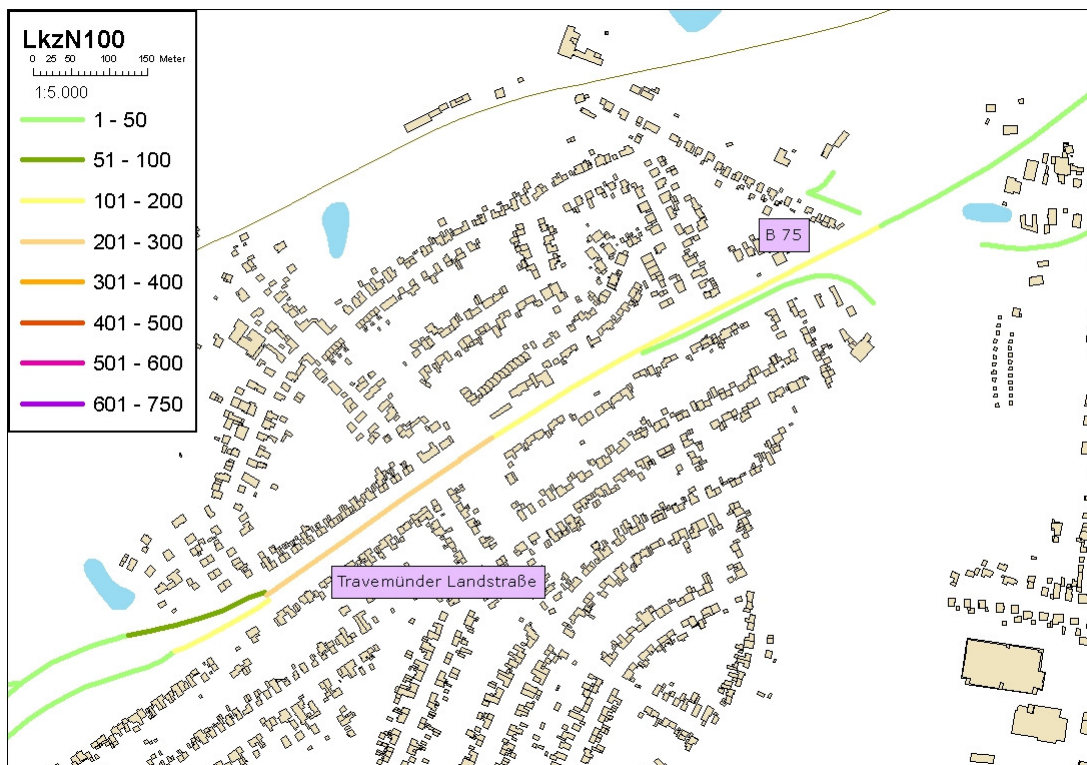 LkzN100
0 25 50 100 150 Meter
1:5.000
1 - 50
51 - 100
101 - 200
201 - 300
301 - 400
401 - 500
501 - 600
601 - 750
B 75
Travemünder Landstraße